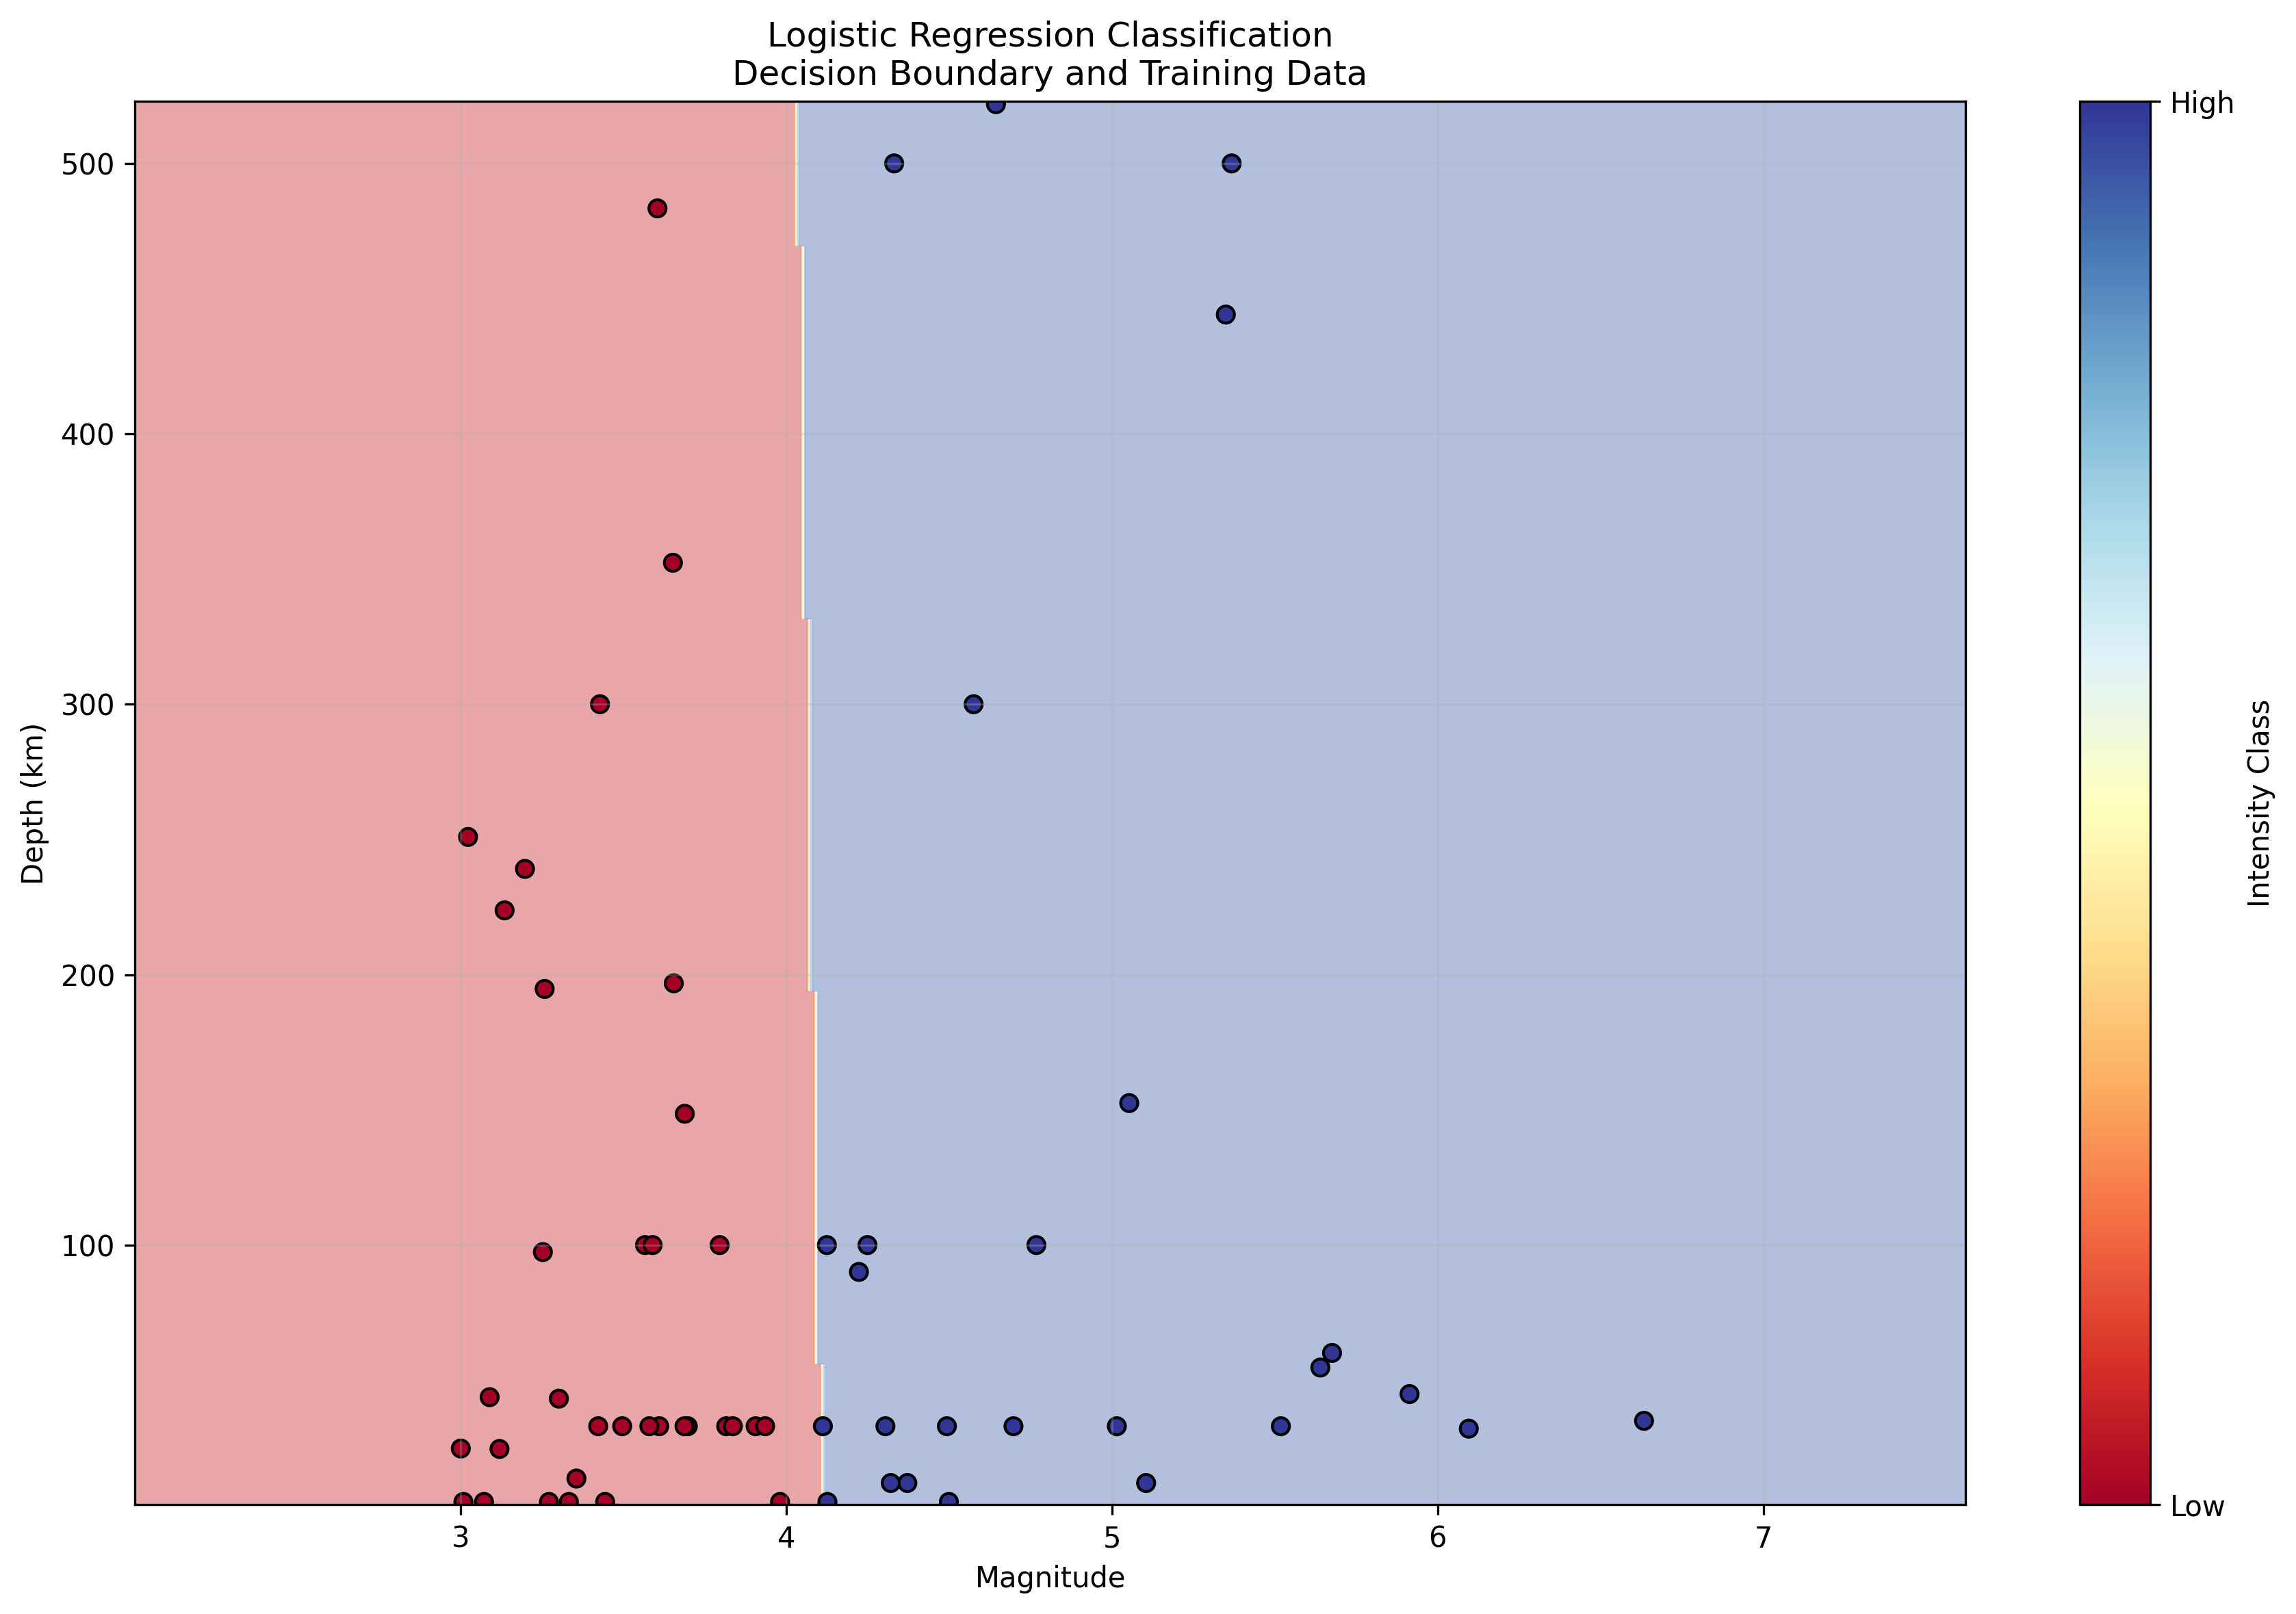 Logistic Regression Classification
Decision Boundary and Training Data
500
400
300
200
100
Depth (km)
3
4
5
6
7
Magnitude
High
Low
Intensity Class